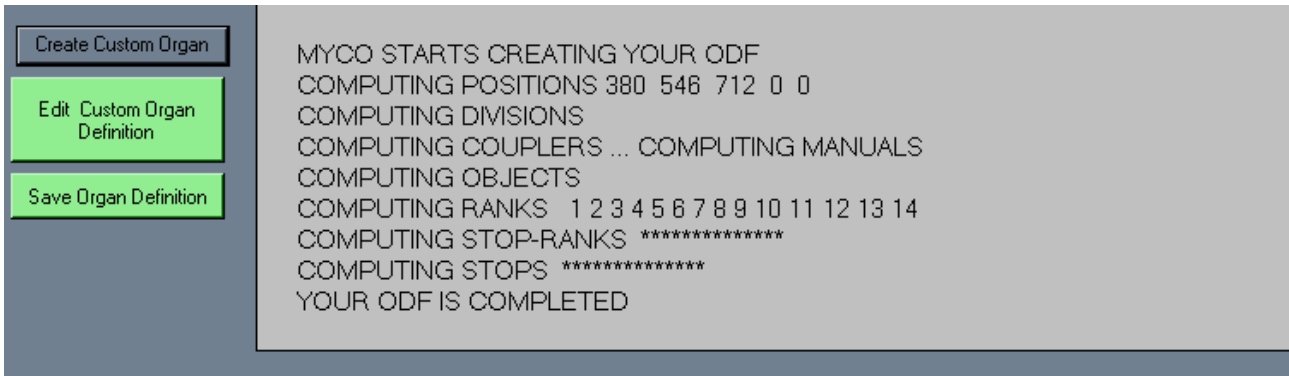 Create Custom Organ
Edit Custom Organ
Definition
Save Organ Definition
MYCO STARTS CREATING YOUR ODF
COMPUTING POSITIONS 380 546 712 0 0
COMPUTING DIVISIONS
COMPUTING COUPLERS ... COMPUTING MANUALS
COMPUTING OBJECTS
COMPUTING RANKS 1 2 3 4 5 6 7 8 9 10 11 12 13 14
COMPUTING STOP-RANKS **************
COMPUTING STOPS **************
YOUR ODF IS COMPLETED